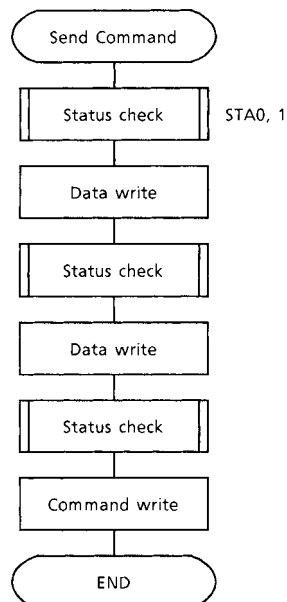 Send Command
Status check STA0, 1
Data write
Status check
Data write
Status check
Command write
END